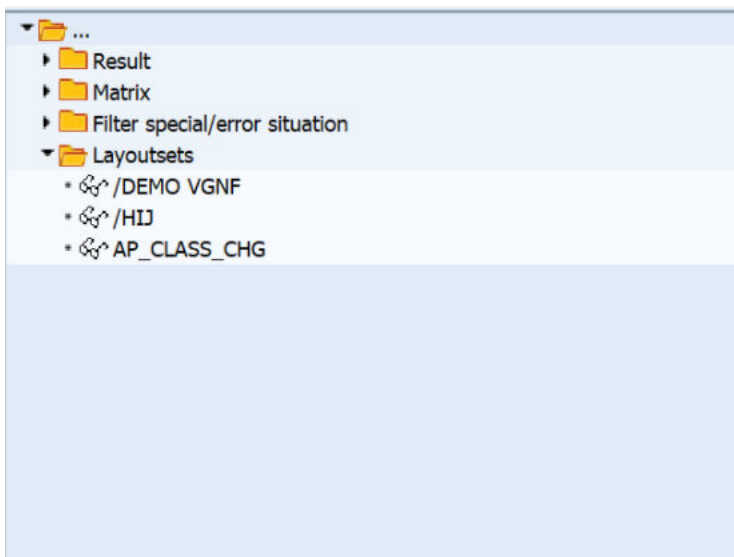 ...
Result
Matrix
Filter special/error situation
Layoutsets
/DEMO VGNF
/HIJ
AP_CLASS_CHG